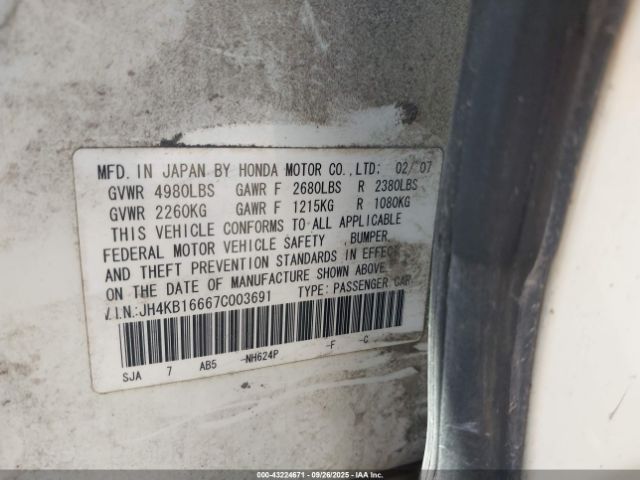 MFD. IN JAPAN BY HONDA MOTOR CO.,LTD: 02/07
GVWR 4980LBS GAWR F 2680LBS R 2380LBS
GVWR 2260KG GAWR F 1215KG R 1080KG
THIS VEHICLE CONFORMS TO ALL APPLICABLE
FEDERAL MOTOR VEHICLE SAFETY, BUMPER,
AND THEFT PREVENTION STANDARDS IN EFFECT
ON THE DATE OF MANUFACTURE SHOWN ABOVE
V.I.N.:JH4KB16667C003691 TYPE: PASSENGER CAR
SJA 7 AB5 -NH624P -F -C
000-43224671 - 09/26/2025 - IAAI, Inc.